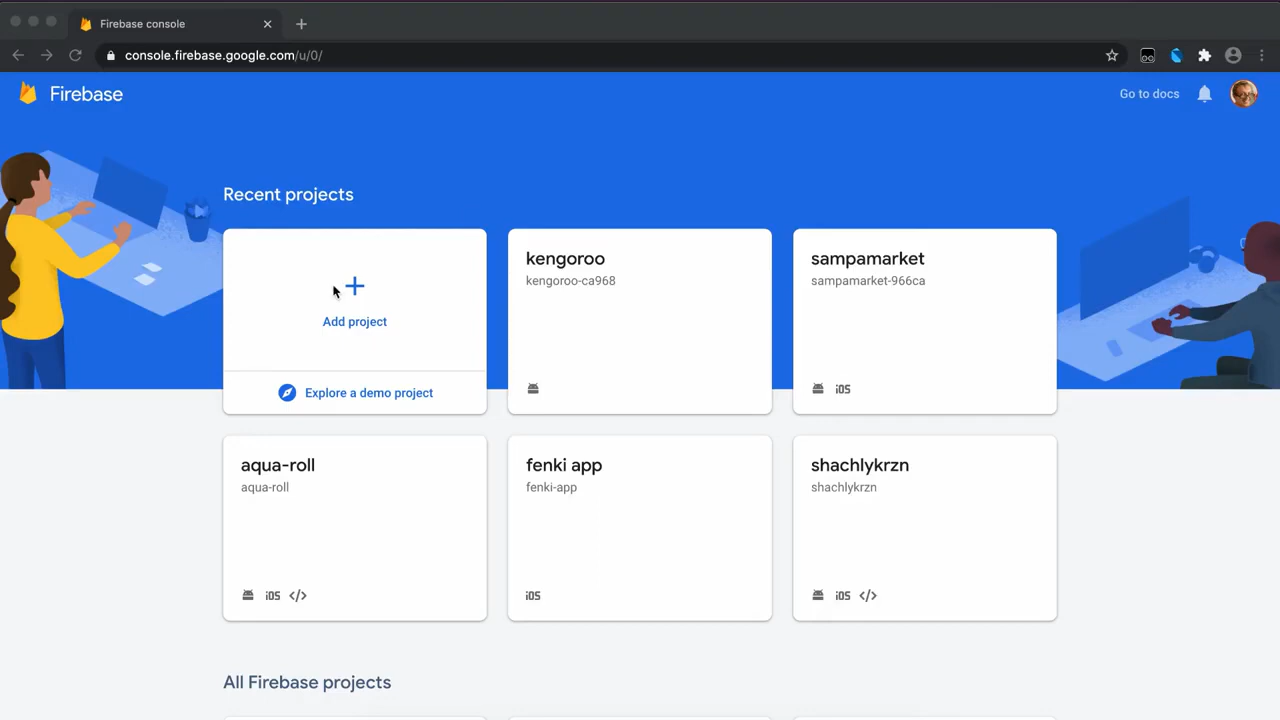 Firebase console
console.firebase.google.com/u/0/
Firebase
Go to docs
Recent projects
Add project
Explore a demo project
kengoroo
kengoroo-ca968
sampamarket
sampamarket-966ca
iOS
aqua-roll
aqua-roll
iOS </>
fenki app
fenki-app
iOS
shachlykrzn
shachlykrzn
iOS </>
All Firebase projects